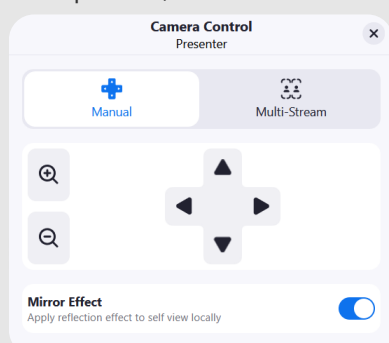 Camera Control
Presenter
Manual
Multi-Stream
Mirror Effect
Apply reflection effect to self view locally